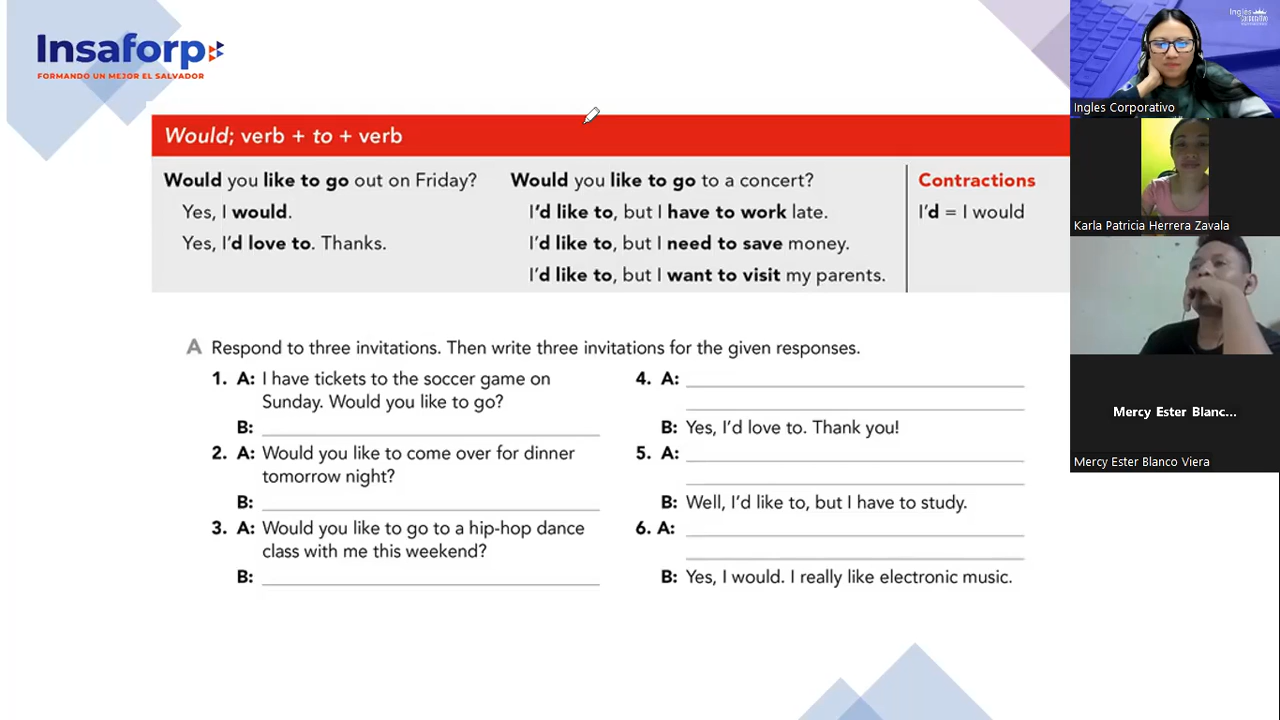 Insaforp
FORMANDO UN MEJOR EL SALVADOR
Would; verb + to + verb
Would you like to go out on Friday?
Yes, I would.
Yes, I'd love to. Thanks.
Would you like to go to a concert?
I'd like to, but I have to work late.
I'd like to, but I need to save money.
I'd like to, but I want to visit my parents.
Contractions
I'd = I would
A Respond to three invitations. Then write three invitations for the given responses.
1. A: I have tickets to the soccer game on
Sunday. Would you like to go?
B:
2. A: Would you like to come over for dinner
tomorrow night?
B:
3. A: Would you like to go to a hip-hop dance
class with me this weekend?
B:
4. A:
B: Yes, I'd love to. Thank you!
5. A:
B: Well, I'd like to, but I have to study.
6. A:
B: Yes, I would. I really like electronic music.
Ingles
Corporativo
Ingles Corporativo
Karla Patricia Herrera Zavala
Mercy Ester Blanc...
Mercy Ester Blanco Viera